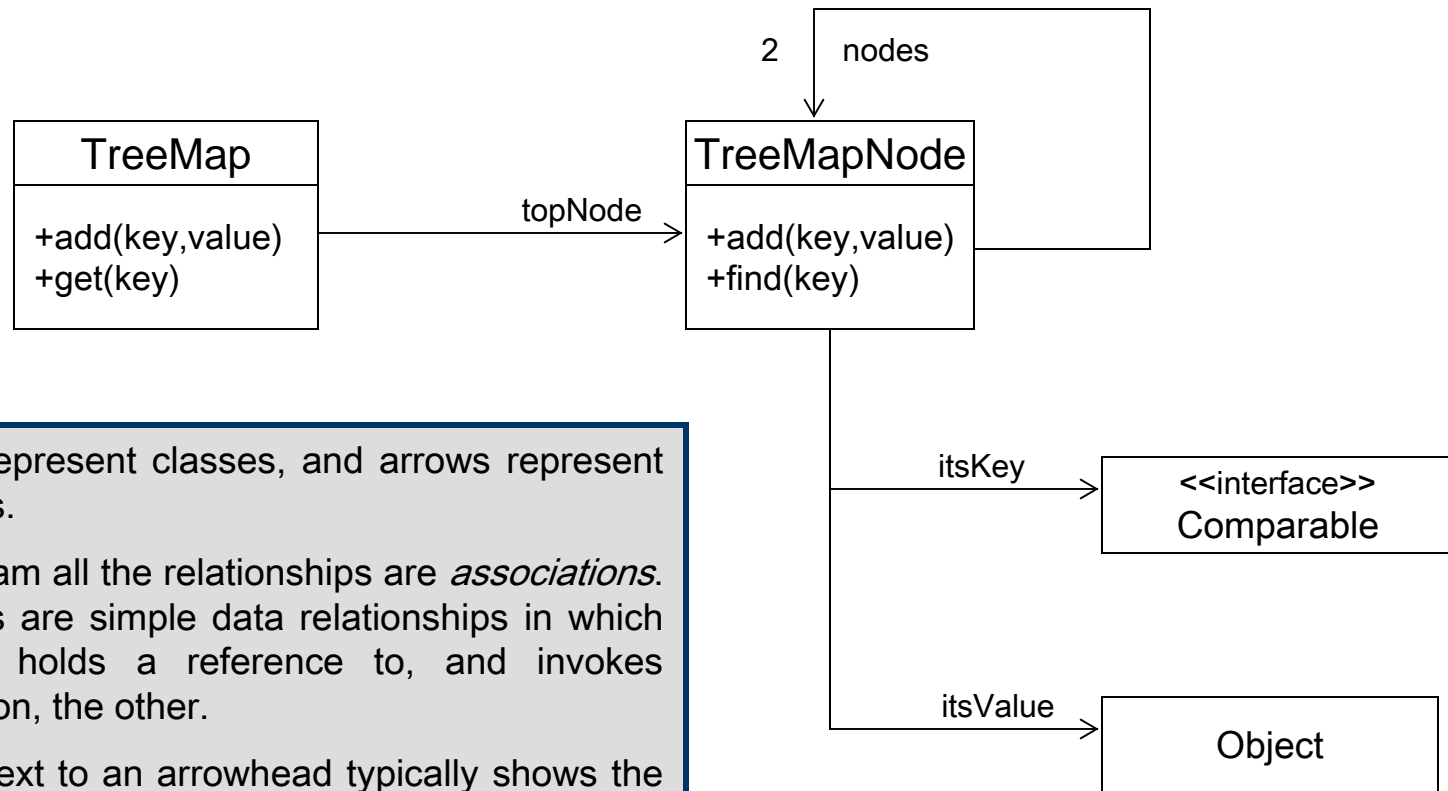 2 nodes
TreeMap
+add(key,value)
+get(key)
topNode
TreeMapNode
+add(key,value)
+find(key)
itsKey
<<interface>>
Comparable
itsValue
Object
represent classes, and arrows represent
am all the relationships are associations.
are simple data relationships in which
holds a reference to, and invokes
on, the other.
ext to an arrowhead typically shows the